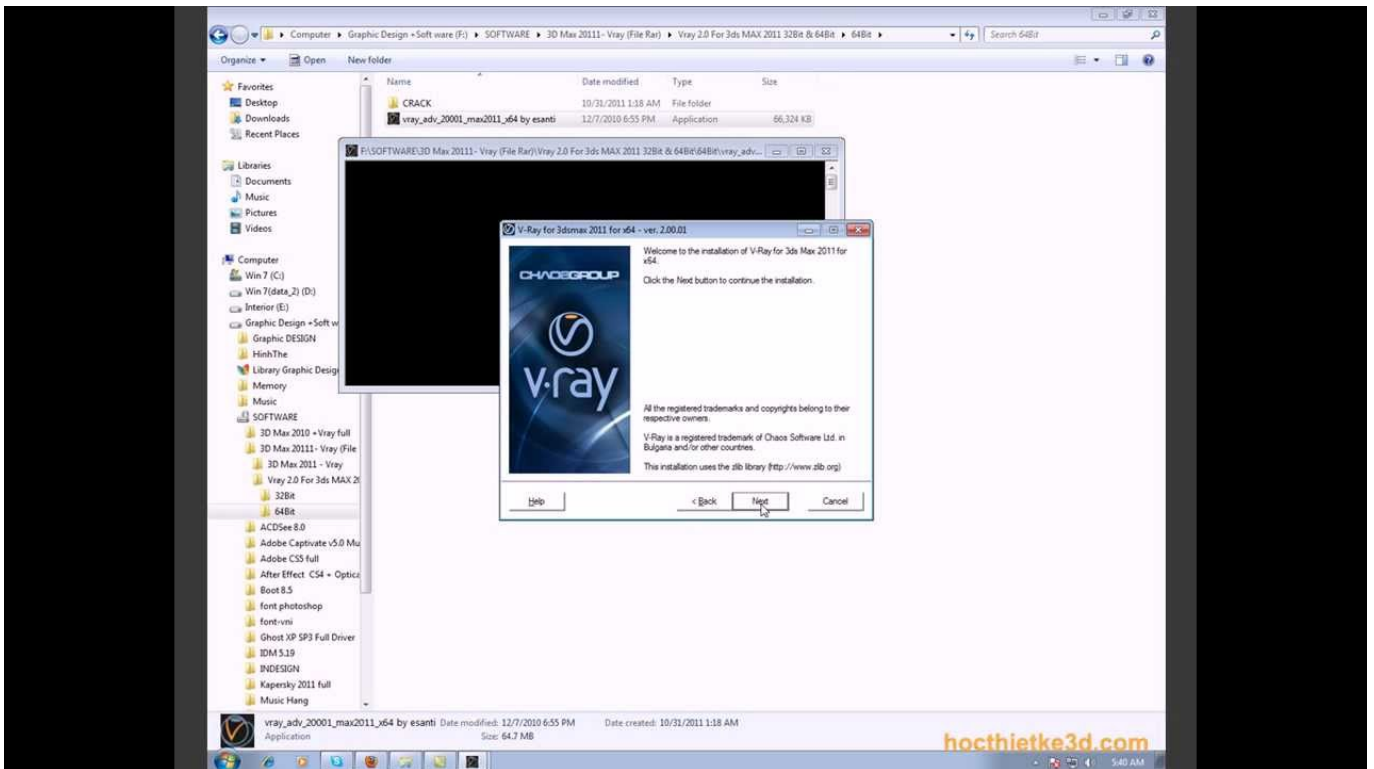 Computer ▸ Graphic Design +Soft ware (F:) ▸ SOFTWARE ▸ 3D Max 20111- Vray (File Rar) ▸ Vray 2.0 For 3ds MAX 2011 32Bit & 64Bit ▸ 64Bit ▸
Search 64Bit
Organize Open New folder
Name Date modified Type Size
CRACK 10/31/2011 1:18 AM File folder
vray_adv_20001_max2011_x64 by esanti 12/7/2010 6:55 PM Application 66,324 KB
Favorites
Desktop
Downloads
Recent Places
Libraries
Documents
Music
Pictures
Videos
Computer
Win 7 (C:)
Win 7(data_2) (D:)
Interior (E:)
Graphic Design +Soft w
Graphic DESIGN
HinhThe
Library Graphic Desig
Memory
Music
SOFTWARE
3D Max 2010 +Vray full
3D Max 20111- Vray (File
3D Max 2011 - Vray
Vray 2.0 For 3ds MAX 20
32Bit
64Bit
ACDSee 8.0
Adobe Captivate v5.0 Mu
Adobe CS5 full
After Effect CS4 + Optica
Boot 8.5
font photoshop
font-vni
Ghost XP SP3 Full Driver
IDM 5.19
INDESIGN
Kapersky 2011 full
Music Hang
F:\SOFTWARE\3D Max 20111- Vray (File Rar)\Vray 2.0 For 3ds MAX 2011 32Bit & 64Bit\64Bit\vray_adv...
V-Ray for 3dsmax 2011 for x64 - ver. 2.00.01
CHAOSGROUP
v·ray
Welcome to the installation of V-Ray for 3ds Max 2011 for
x64.
Click the Next button to continue the installation.
All the registered trademarks and copyrights belong to their
respective owners.
V-Ray is a registered trademark of Chaos Software Ltd. in
Bulgaria and/or other countries.
This installation uses the zlib library (http://www.zlib.org)
Help < Back Next Cancel
vray_adv_20001_max2011_x64 by esanti Date modified: 12/7/2010 6:55 PM Date created: 10/31/2011 1:18 AM
Application Size: 64.7 MB
hocthietke3d.com
5:40 AM